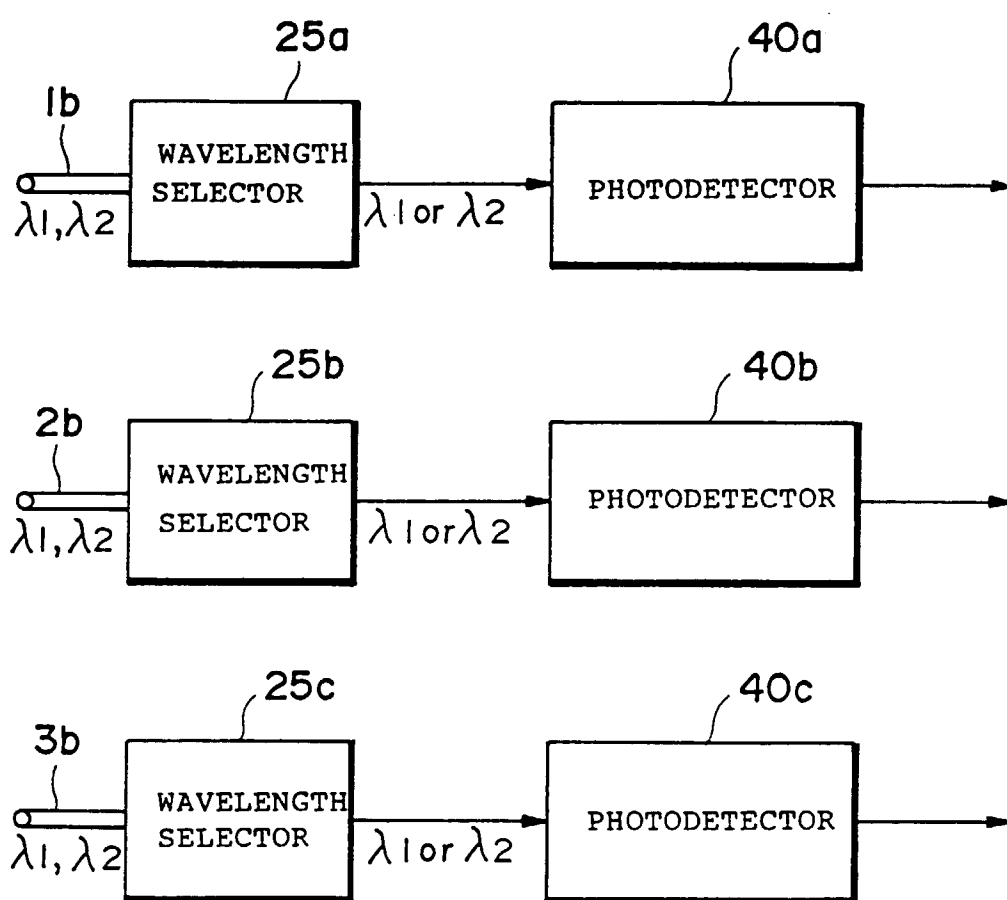 25a
40a
1b
WAVELENGTH
SELECTOR
PHOTODETECTOR
λ1, λ2
λ1 or λ2
25b
40b
2b
WAVELENGTH
SELECTOR
PHOTODETECTOR
λ1, λ2
λ1 or λ2
25c
40c
3b
WAVELENGTH
SELECTOR
PHOTODETECTOR
λ1, λ2
λ1 or λ2